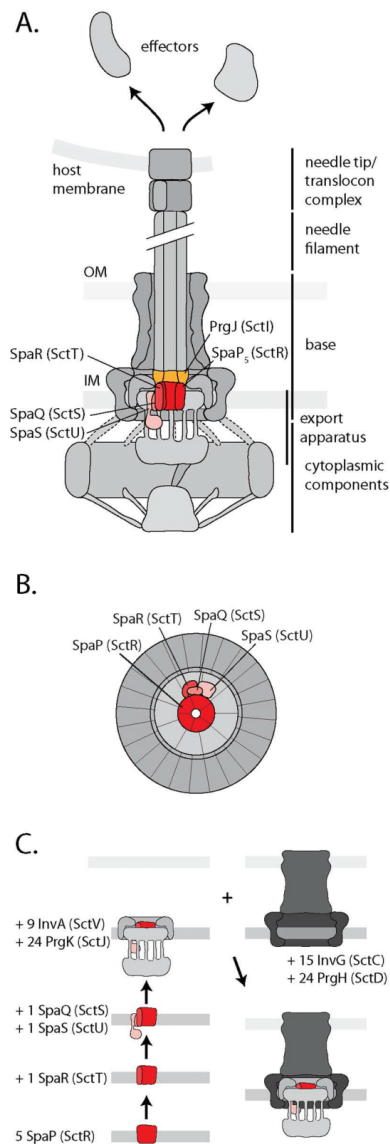 A.
effectors
host
membrane
needle tip/
translocon
complex
needle
filament
OM
PrgJ (SctI)
SpaR (SctT)
SpaP5 (SctR)
base
IM
SpaQ (SctS)
SpaS (SctU)
export
apparatus
cytoplasmic
components
B.
SpaR (SctT)
SpaQ (SctS)
SpaP (SctR)
SpaS (SctU)
C.
+
+ 9 InvA (SctV)
+ 24 PrgK (SctJ)
+ 15 InvG (SctC)
+ 24 PrgH (SctD)
+ 1 SpaQ (SctS)
+ 1 SpaS (SctU)
+ 1 SpaR (SctT)
5 SpaP (SctR)